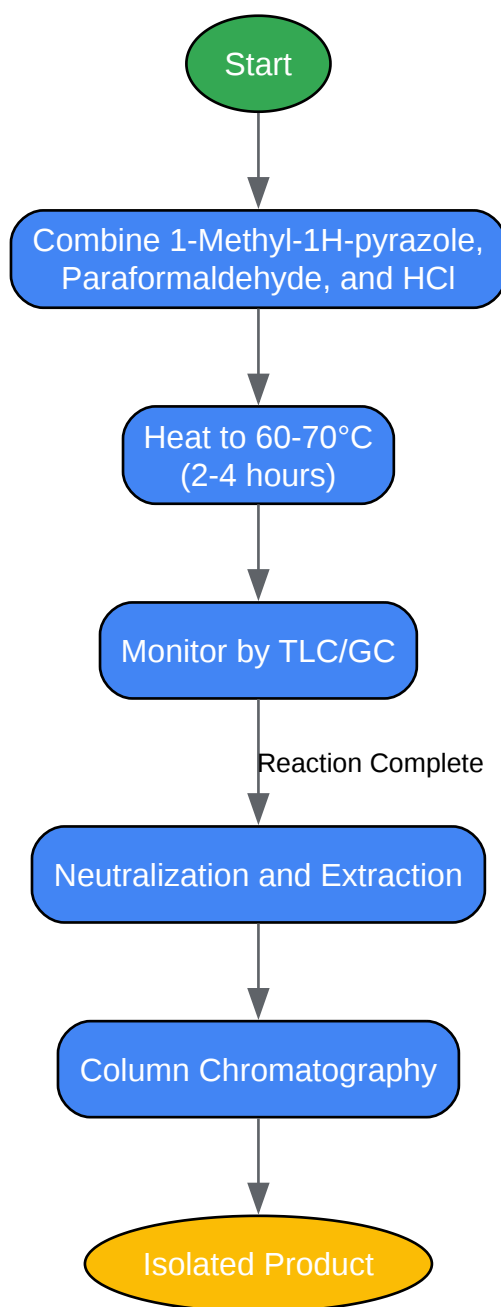 Start
Combine 1-Methyl-1H-pyrazole,
Paraformaldehyde, and HCl
Heat to 60-70°C
(2-4 hours)
Monitor by TLC/GC
Reaction Complete
Neutralization and Extraction
Column Chromatography
Isolated Product